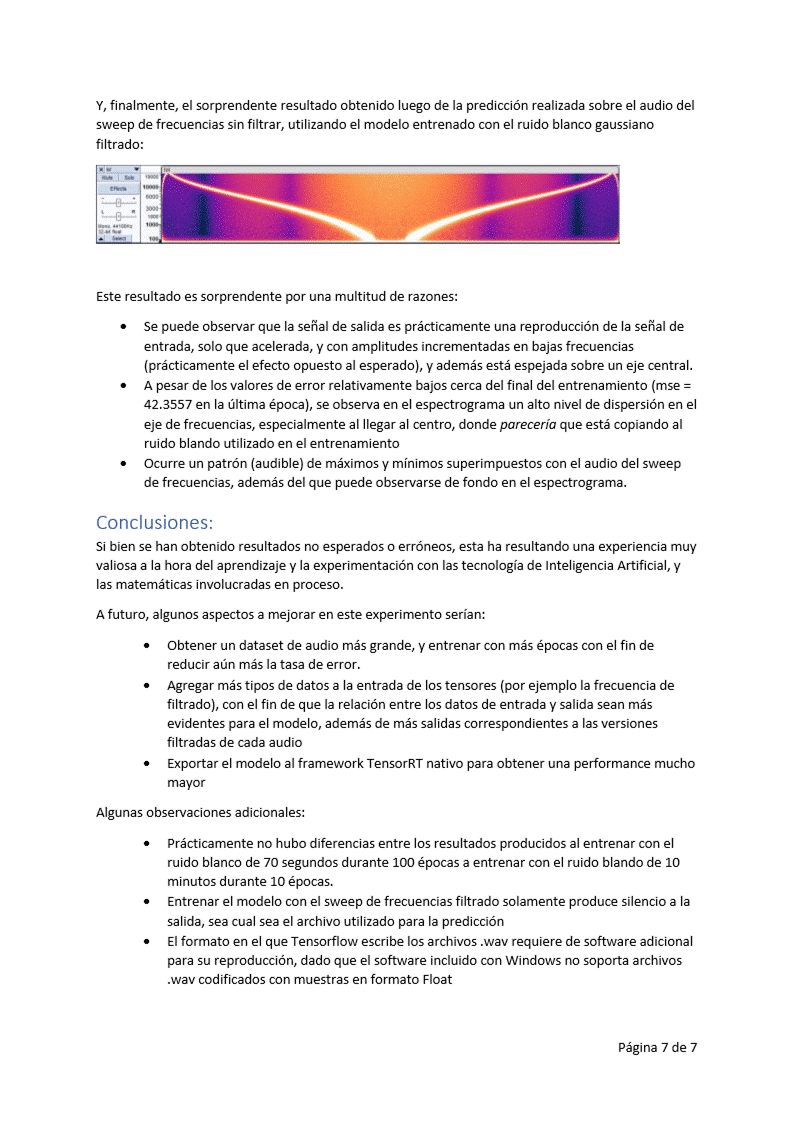 Y, finalmente, el sorprendente resultado obtenido luego de la predicción realizada sobre el audio del
sweep de frecuencias sin filtrar, utilizando el modelo entrenado con el ruido blanco gaussiano
filtrado:
Mute Solo
Effects
- +
L R
Mono, 44100Hz
32-bit float
Select
10000
6000
3000
1000
100
Este resultado es sorprendente por una multitud de razones:
• Se puede observar que la señal de salida es prácticamente una reproducción de la señal de
entrada, solo que acelerada, y con amplitudes incrementadas en bajas frecuencias
(prácticamente el efecto opuesto al esperado), y además está espejada sobre un eje central.
• A pesar de los valores de error relativamente bajos cerca del final del entrenamiento (mse =
42.3557 en la última época), se observa en el espectrograma un alto nivel de dispersión en el
eje de frecuencias, especialmente al llegar al centro, donde parecería que está copiando al
ruido blando utilizado en el entrenamiento
• Ocurre un patrón (audible) de máximos y mínimos superimpuestos con el audio del sweep
de frecuencias, además del que puede observarse de fondo en el espectrograma.
Conclusiones:
Si bien se han obtenido resultados no esperados o erróneos, esta ha resultando una experiencia muy
valiosa a la hora del aprendizaje y la experimentación con las tecnología de Inteligencia Artificial, y
las matemáticas involucradas en proceso.
A futuro, algunos aspectos a mejorar en este experimento serían:
• Obtener un dataset de audio más grande, y entrenar con más épocas con el fin de
reducir aún más la tasa de error.
• Agregar más tipos de datos a la entrada de los tensores (por ejemplo la frecuencia de
filtrado), con el fin de que la relación entre los datos de entrada y salida sean más
evidentes para el modelo, además de más salidas correspondientes a las versiones
filtradas de cada audio
• Exportar el modelo al framework TensorRT nativo para obtener una performance mucho
mayor
Algunas observaciones adicionales:
• Prácticamente no hubo diferencias entre los resultados producidos al entrenar con el
ruido blanco de 70 segundos durante 100 épocas a entrenar con el ruido blando de 10
minutos durante 10 épocas.
• Entrenar el modelo con el sweep de frecuencias filtrado solamente produce silencio a la
salida, sea cual sea el archivo utilizado para la predicción
• El formato en el que Tensorflow escribe los archivos .wav requiere de software adicional
para su reproducción, dado que el software incluido con Windows no soporta archivos
.wav codificados con muestras en formato Float
Página 7 de 7